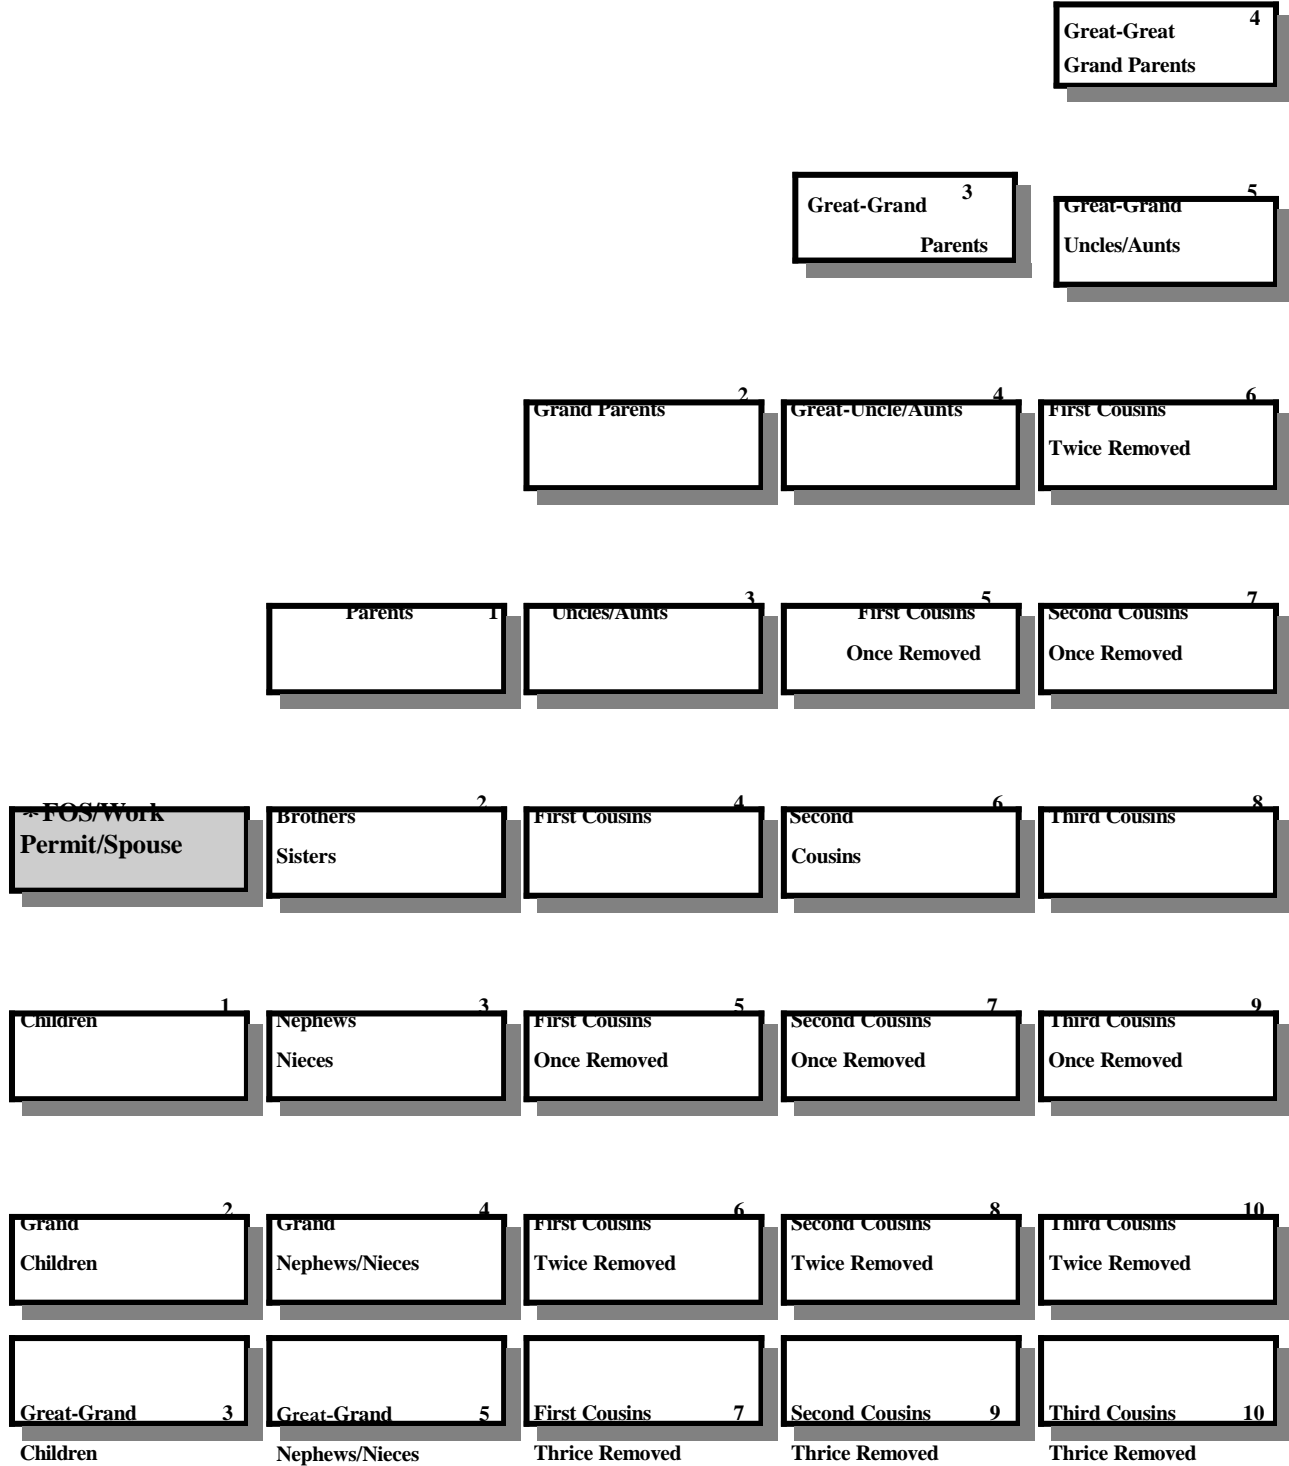 4
Great-Great
Grand Parents
Great-Grand 3
Parents
5
Great-Grand
Uncles/Aunts
Grand Parents 2
Great-Uncle/Aunts 4
First Cousins 6
Twice Removed
Parents 1
Uncles/Aunts 3
First Cousins 5
Once Removed
Second Cousins 7
Once Removed
* FOS/Work
Permit/Spouse
Brothers 2
Sisters
First Cousins 4
Second 6
Cousins
Third Cousins 8
Children 1
Nephews 3
Nieces
First Cousins 5
Once Removed
Second Cousins 7
Once Removed
Third Cousins 9
Once Removed
Grand 2
Children
Grand 4
Nephews/Nieces
First Cousins 6
Twice Removed
Second Cousins 8
Twice Removed
Third Cousins 10
Twice Removed
Great-Grand 3
Children
Great-Grand 5
Nephews/Nieces
First Cousins 7
Thrice Removed
Second Cousins 9
Thrice Removed
Third Cousins 10
Thrice Removed